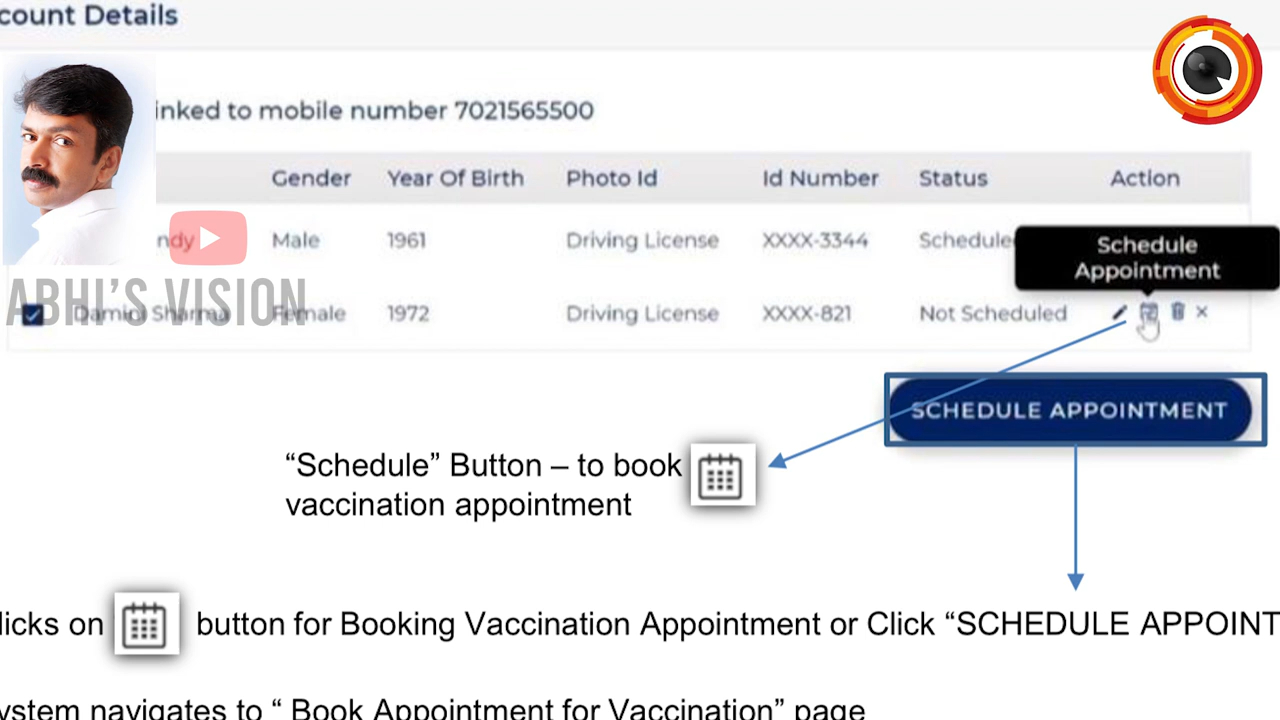 count Details
inked to mobile number 7021565500
Gender Year Of Birth Photo Id Id Number Status Action
ndy Male 1961 Driving License XXXX-3344 Schedule
Schedule
Appointment
ABHI'S VISION
Damini Sharma Female 1972 Driving License XXXX-821 Not Scheduled
SCHEDULE APPOINTMENT
“Schedule” Button – to book
vaccination appointment
licks on button for Booking Vaccination Appointment or Click “SCHEDULE APPOINT
ystem navigates to “ Book Appointment for Vaccination” page